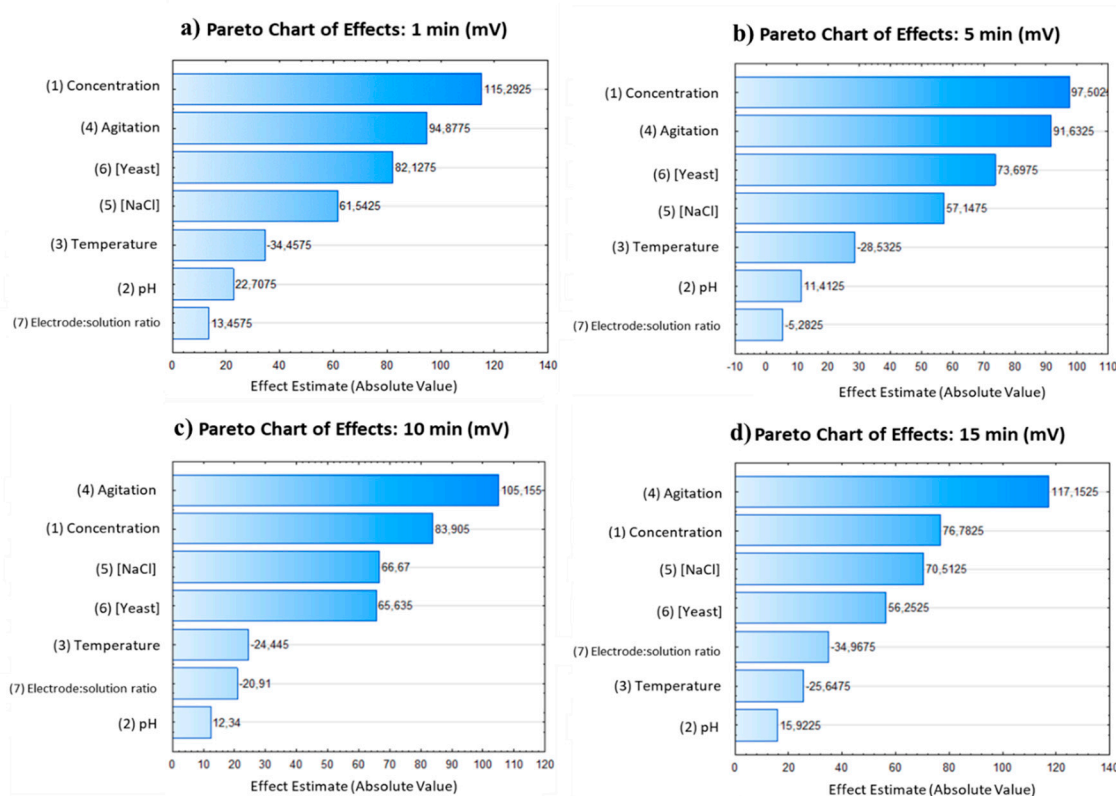 a) Pareto Chart of Effects: 1 min (mV)
(1) Concentration 115,2925
(4) Agitation 94,8775
(6) [Yeast] 82,1275
(5) [NaCl] 61,5425
(3) Temperature -34,4575
(2) pH 22,7075
(7) Electrode:solution ratio 13,4575
0 20 40 60 80 100 120 140
Effect Estimate (Absolute Value)
b) Pareto Chart of Effects: 5 min (mV)
(1) Concentration 97,502
(4) Agitation 91,6325
(6) [Yeast] 73,6975
(5) [NaCl] 57,1475
(3) Temperature -28,5325
(2) pH 11,4125
(7) Electrode:solution ratio -5,2825
-10 0 10 20 30 40 50 60 70 80 90 100 110
Effect Estimate (Absolute Value)
c) Pareto Chart of Effects: 10 min (mV)
(4) Agitation 105,155
(1) Concentration 83,905
(5) [NaCl] 66,67
(6) [Yeast] 65,635
(3) Temperature -24,445
(7) Electrode:solution ratio -20,91
(2) pH 12,34
0 10 20 30 40 50 60 70 80 90 100 110 120
Effect Estimate (Absolute Value)
d) Pareto Chart of Effects: 15 min (mV)
(4) Agitation 117,1525
(1) Concentration 76,7825
(5) [NaCl] 70,5125
(6) [Yeast] 56,2525
(7) Electrode:solution ratio -34,9675
(3) Temperature -25,6475
(2) pH 15,9225
0 20 40 60 80 100 120 140
Effect Estimate (Absolute Value)